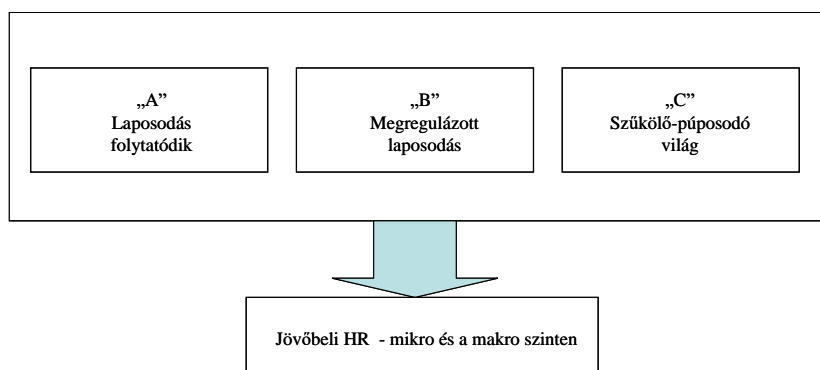 „A”
Laposodás
folytatódik
„B”
Megregulázott
laposodás
„C”
Szűkölő-púposodó
világ
Jövőbeli HR - mikro és a makro szinten